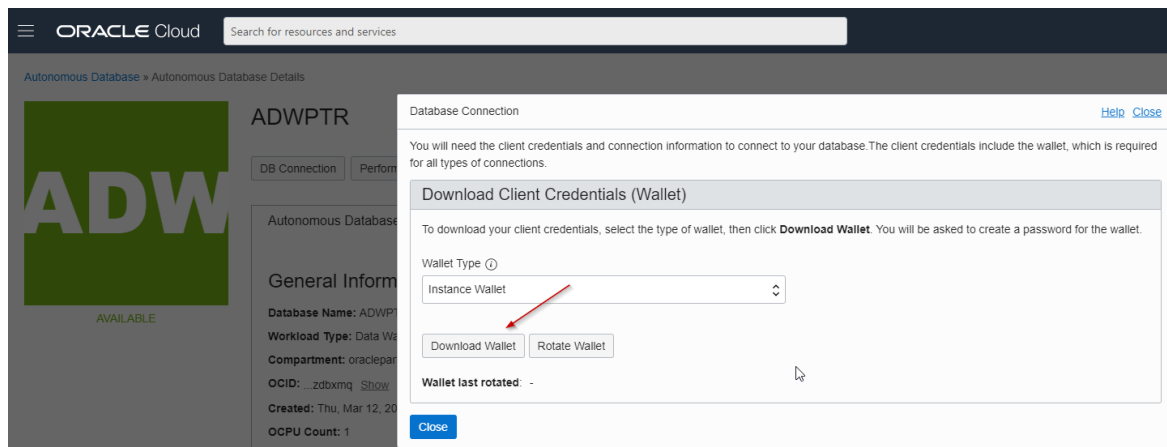 ORACLE Cloud
Search for resources and services
Autonomous Database » Autonomous Database Details
ADW
AVAILABLE
ADWPTR
DB Connection
Perform
Autonomous Database
General Inform
Database Name: ADWPT
Workload Type: Data Wa
Compartment: oraclepar
OCID: ...zdbxmq Show
Created: Thu, Mar 12, 20
OCPU Count: 1
Database Connection
Help Close
You will need the client credentials and connection information to connect to your database.The client credentials include the wallet, which is required
for all types of connections.
Download Client Credentials (Wallet)
To download your client credentials, select the type of wallet, then click Download Wallet. You will be asked to create a password for the wallet.
Wallet Type
Instance Wallet
Download Wallet
Rotate Wallet
Wallet last rotated: -
Close